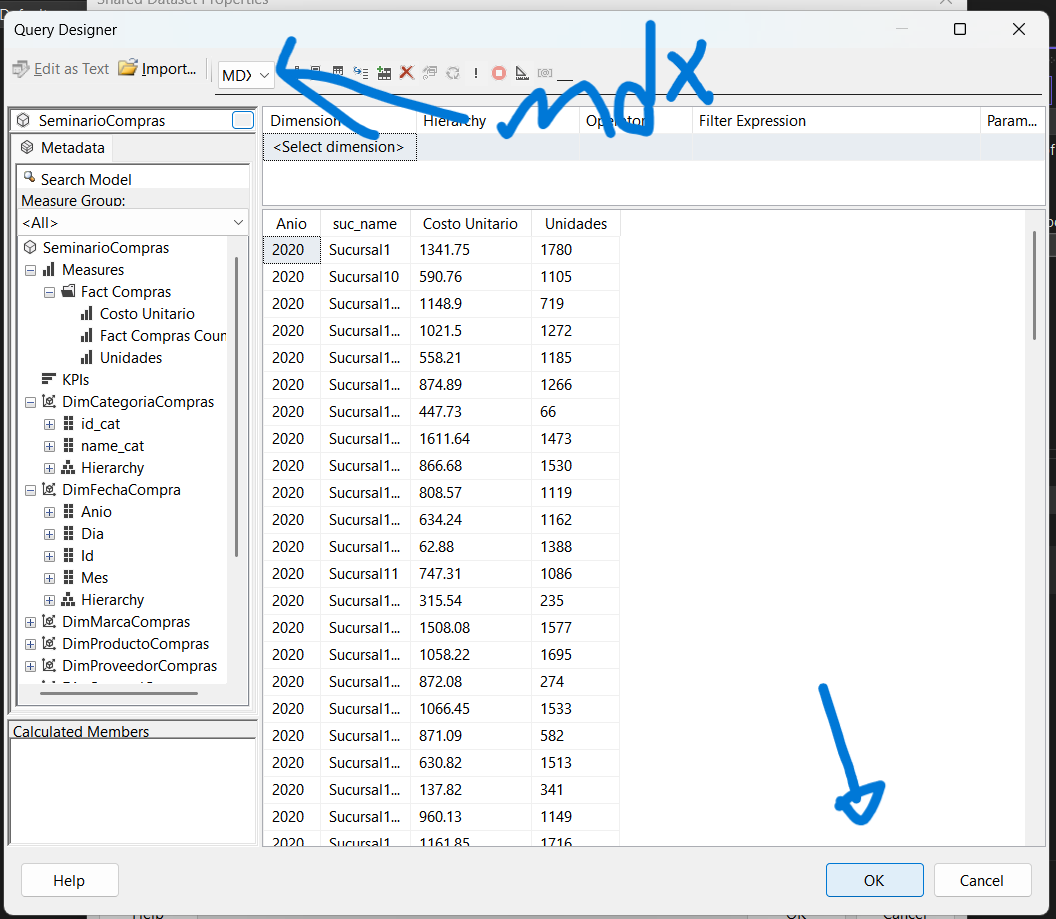 Shared Dataset Properties
Query Designer
Edit as Text Import... MDX
mdx
SeminarioCompras
Metadata
Search Model
Measure Group:
<All>
SeminarioCompras
Measures
Fact Compras
Costo Unitario
Fact Compras Coun
Unidades
KPIs
DimCategoriaCompras
id_cat
name_cat
Hierarchy
DimFechaCompra
Anio
Dia
Id
Mes
Hierarchy
DimMarcaCompras
DimProductoCompras
DimProveedorCompras
Calculated Members
Dimension Hierarchy Operator Filter Expression Param...
<Select dimension>
Anio suc_name Costo Unitario Unidades
2020 Sucursal1 1341.75 1780
2020 Sucursal10 590.76 1105
2020 Sucursal1... 1148.9 719
2020 Sucursal1... 1021.5 1272
2020 Sucursal1... 558.21 1185
2020 Sucursal1... 874.89 1266
2020 Sucursal1... 447.73 66
2020 Sucursal1... 1611.64 1473
2020 Sucursal1... 866.68 1530
2020 Sucursal1... 808.57 1119
2020 Sucursal1... 634.24 1162
2020 Sucursal1... 62.88 1388
2020 Sucursal11 747.31 1086
2020 Sucursal1... 315.54 235
2020 Sucursal1... 1508.08 1577
2020 Sucursal1... 1058.22 1695
2020 Sucursal1... 872.08 274
2020 Sucursal1... 1066.45 1533
2020 Sucursal1... 871.09 582
2020 Sucursal1... 630.82 1513
2020 Sucursal1... 137.82 341
2020 Sucursal1... 960.13 1149
2020 Sucursal1... 1161.85 1716
Help OK Cancel
Help OK Cancel